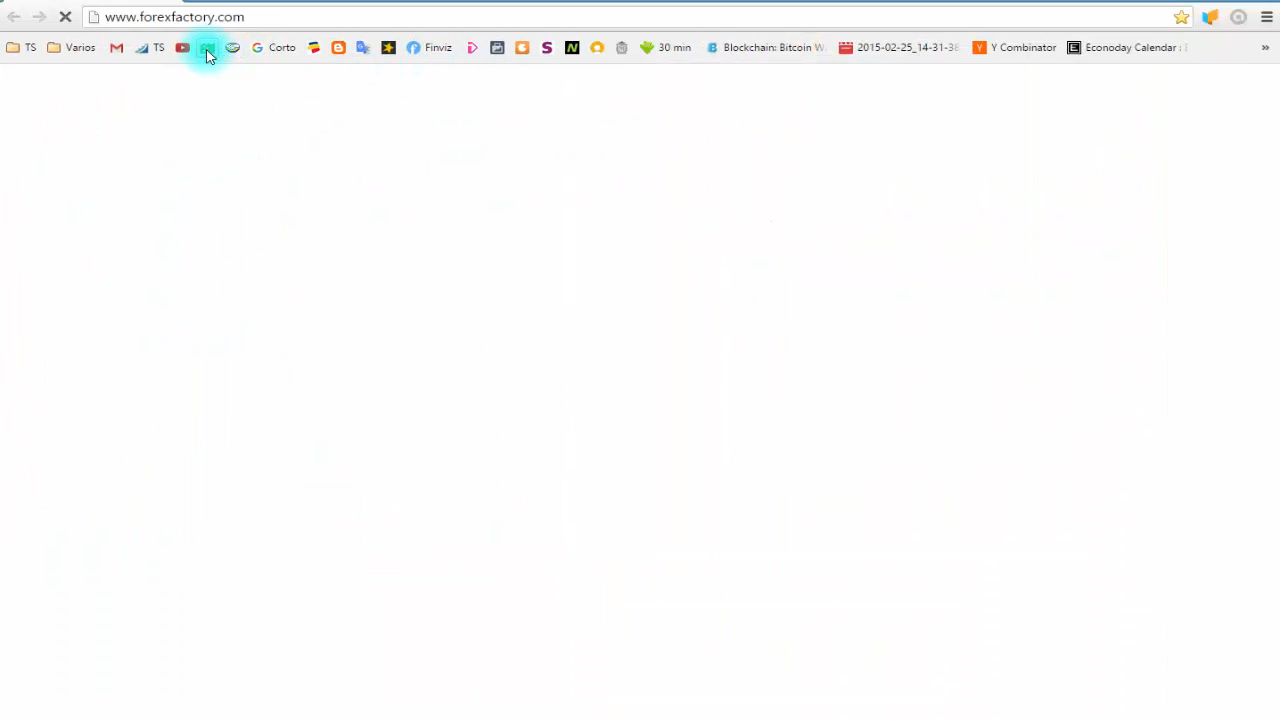 www.forexfactory.com
TS Varios TS Corto Finviz 30 min Blockchain: Bitcoin W 2015-02-25_14-31-38 Y Combinator Econoday Calendar